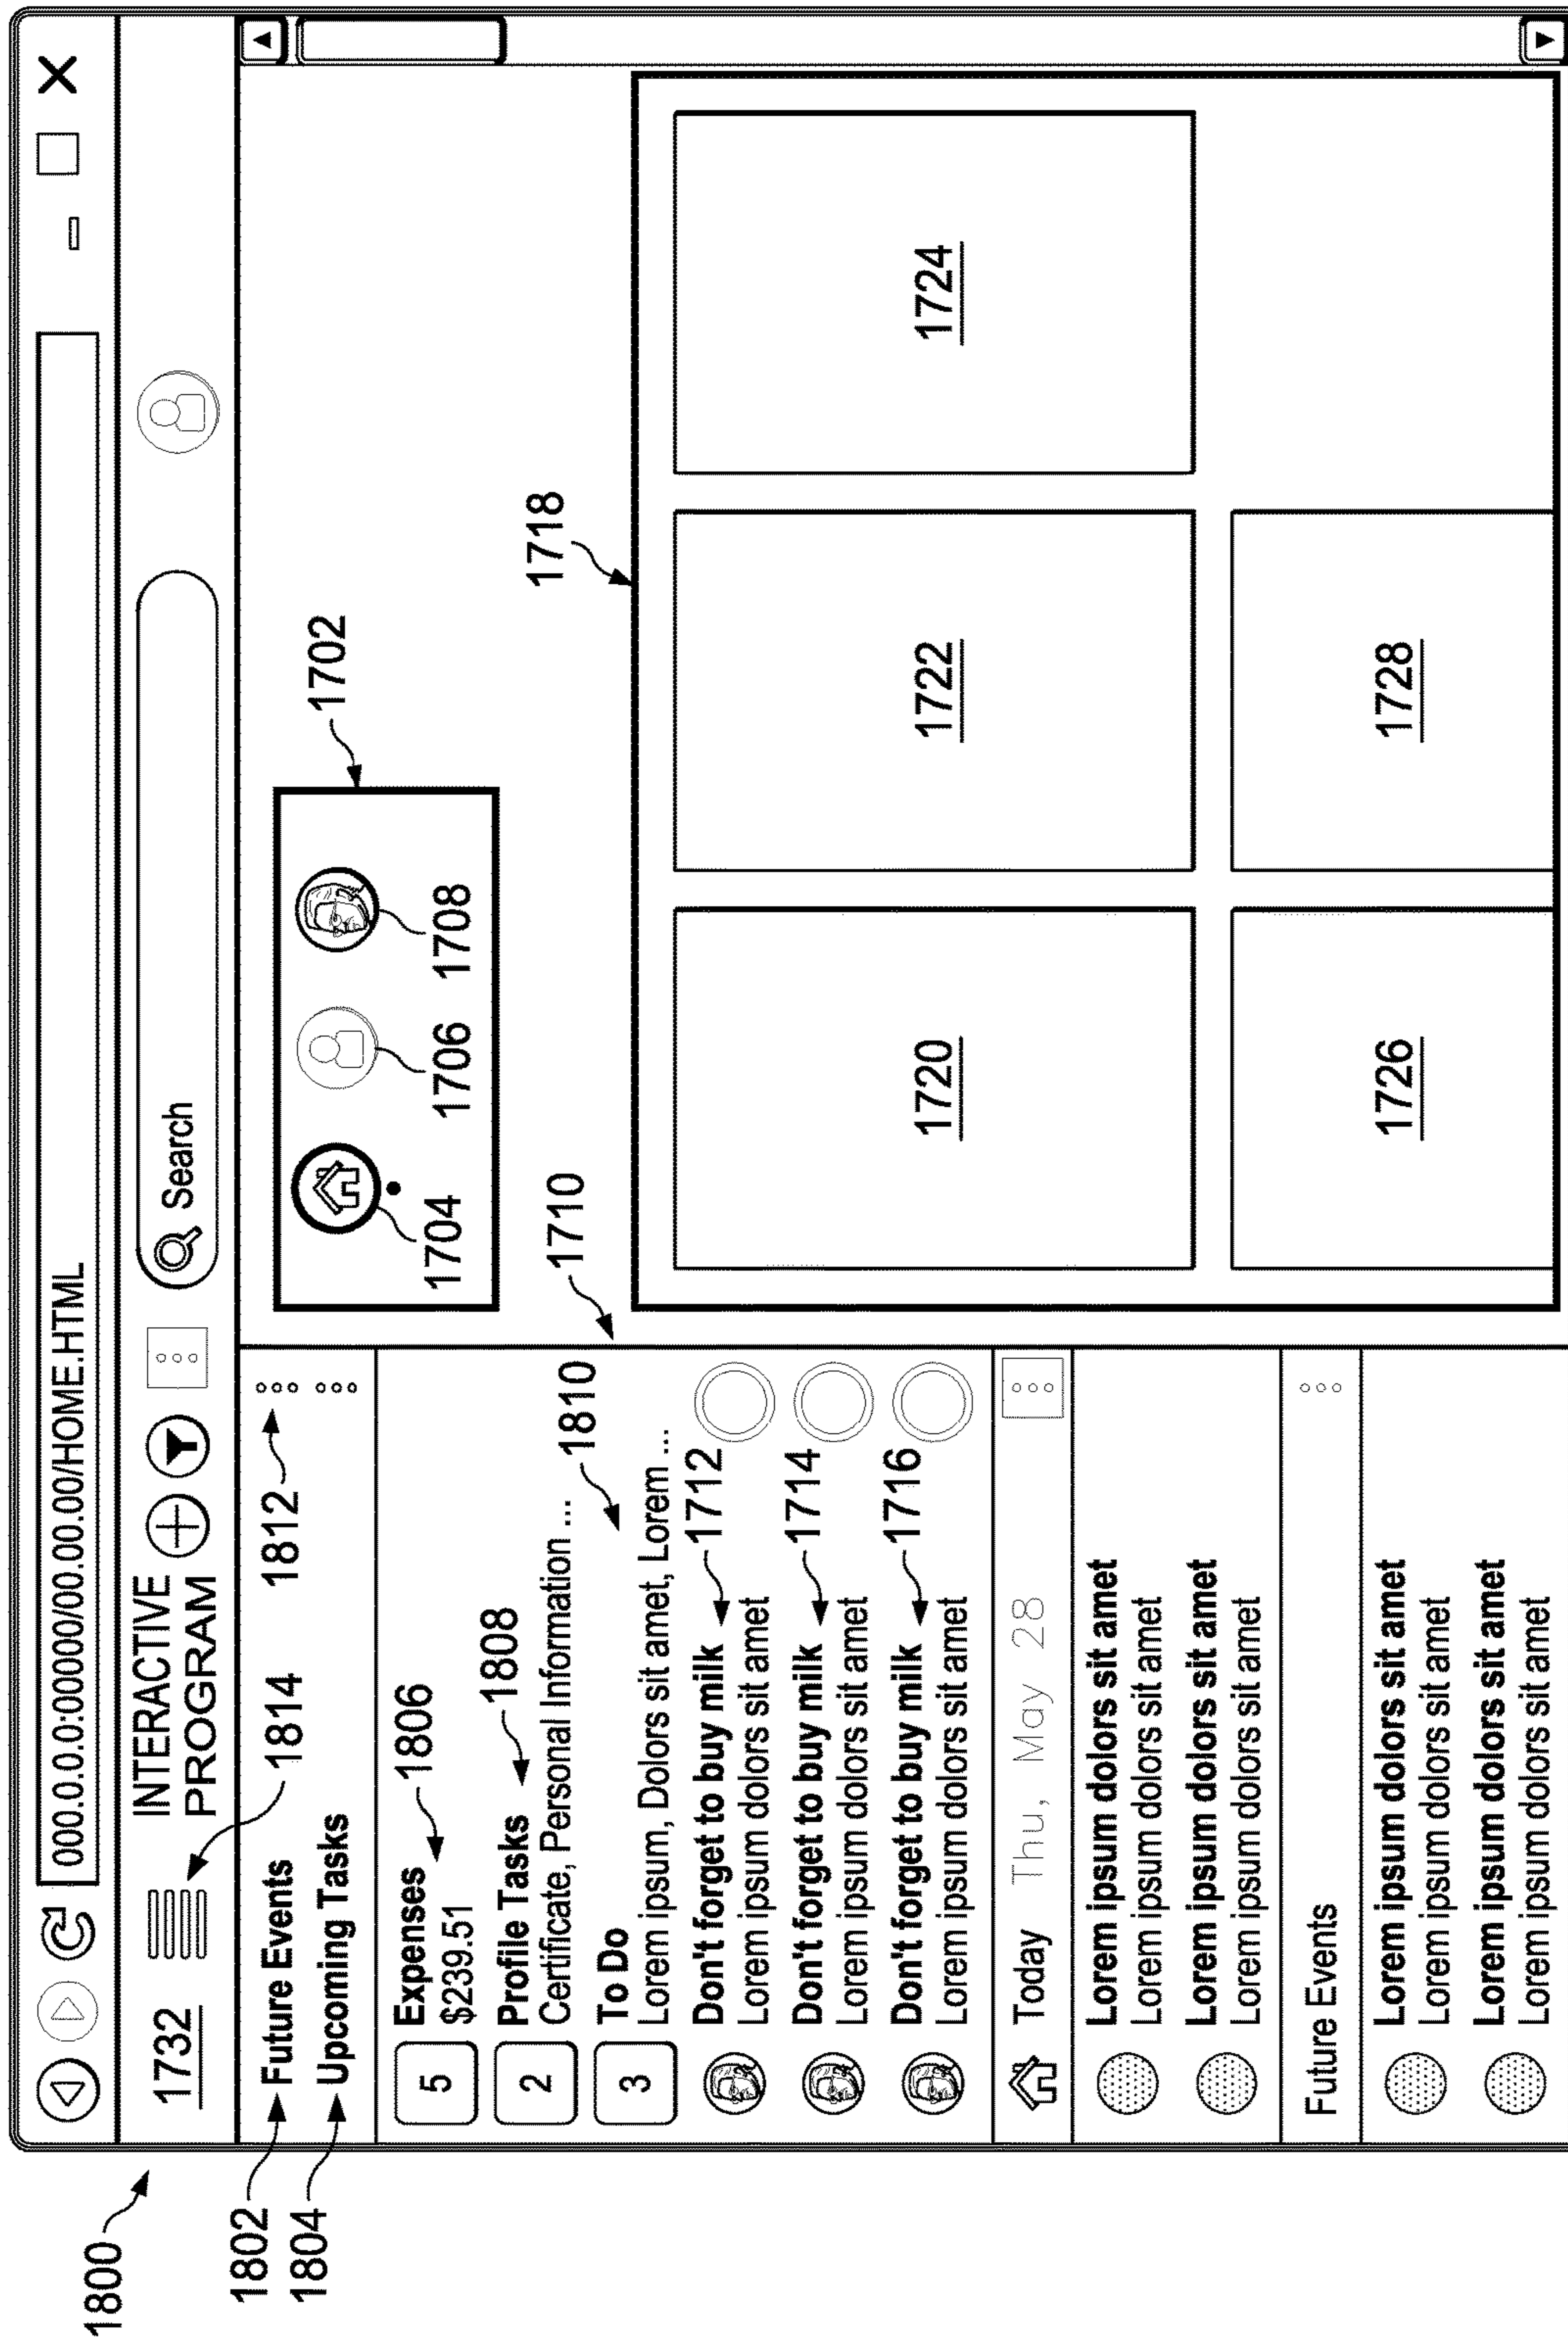 1800
000.0.0.0:00000/00.00.00/HOME.HTML
1732
INTERACTIVE
PROGRAM
Search
1814
1812
1802
Future Events
1804
Upcoming Tasks
5
Expenses
1806
$239.51
2
Profile Tasks
1808
Certificate, Personal Information ...
3
To Do
1810
Lorem ipsum, Dolors sit amet, Lorem ...
Don't forget to buy milk
1712
Lorem ipsum dolors sit amet
Don't forget to buy milk
1714
Lorem ipsum dolors sit amet
Don't forget to buy milk
1716
Lorem ipsum dolors sit amet
Today Thu, May 28
Lorem ipsum dolors sit amet
Lorem ipsum dolors sit amet
Lorem ipsum dolors sit amet
Lorem ipsum dolors sit amet
Future Events
Lorem ipsum dolors sit amet
Lorem ipsum dolors sit amet
Lorem ipsum dolors sit amet
Lorem ipsum dolors sit amet
1702
1704
1706
1708
1710
1718
1720
1722
1724
1726
1728